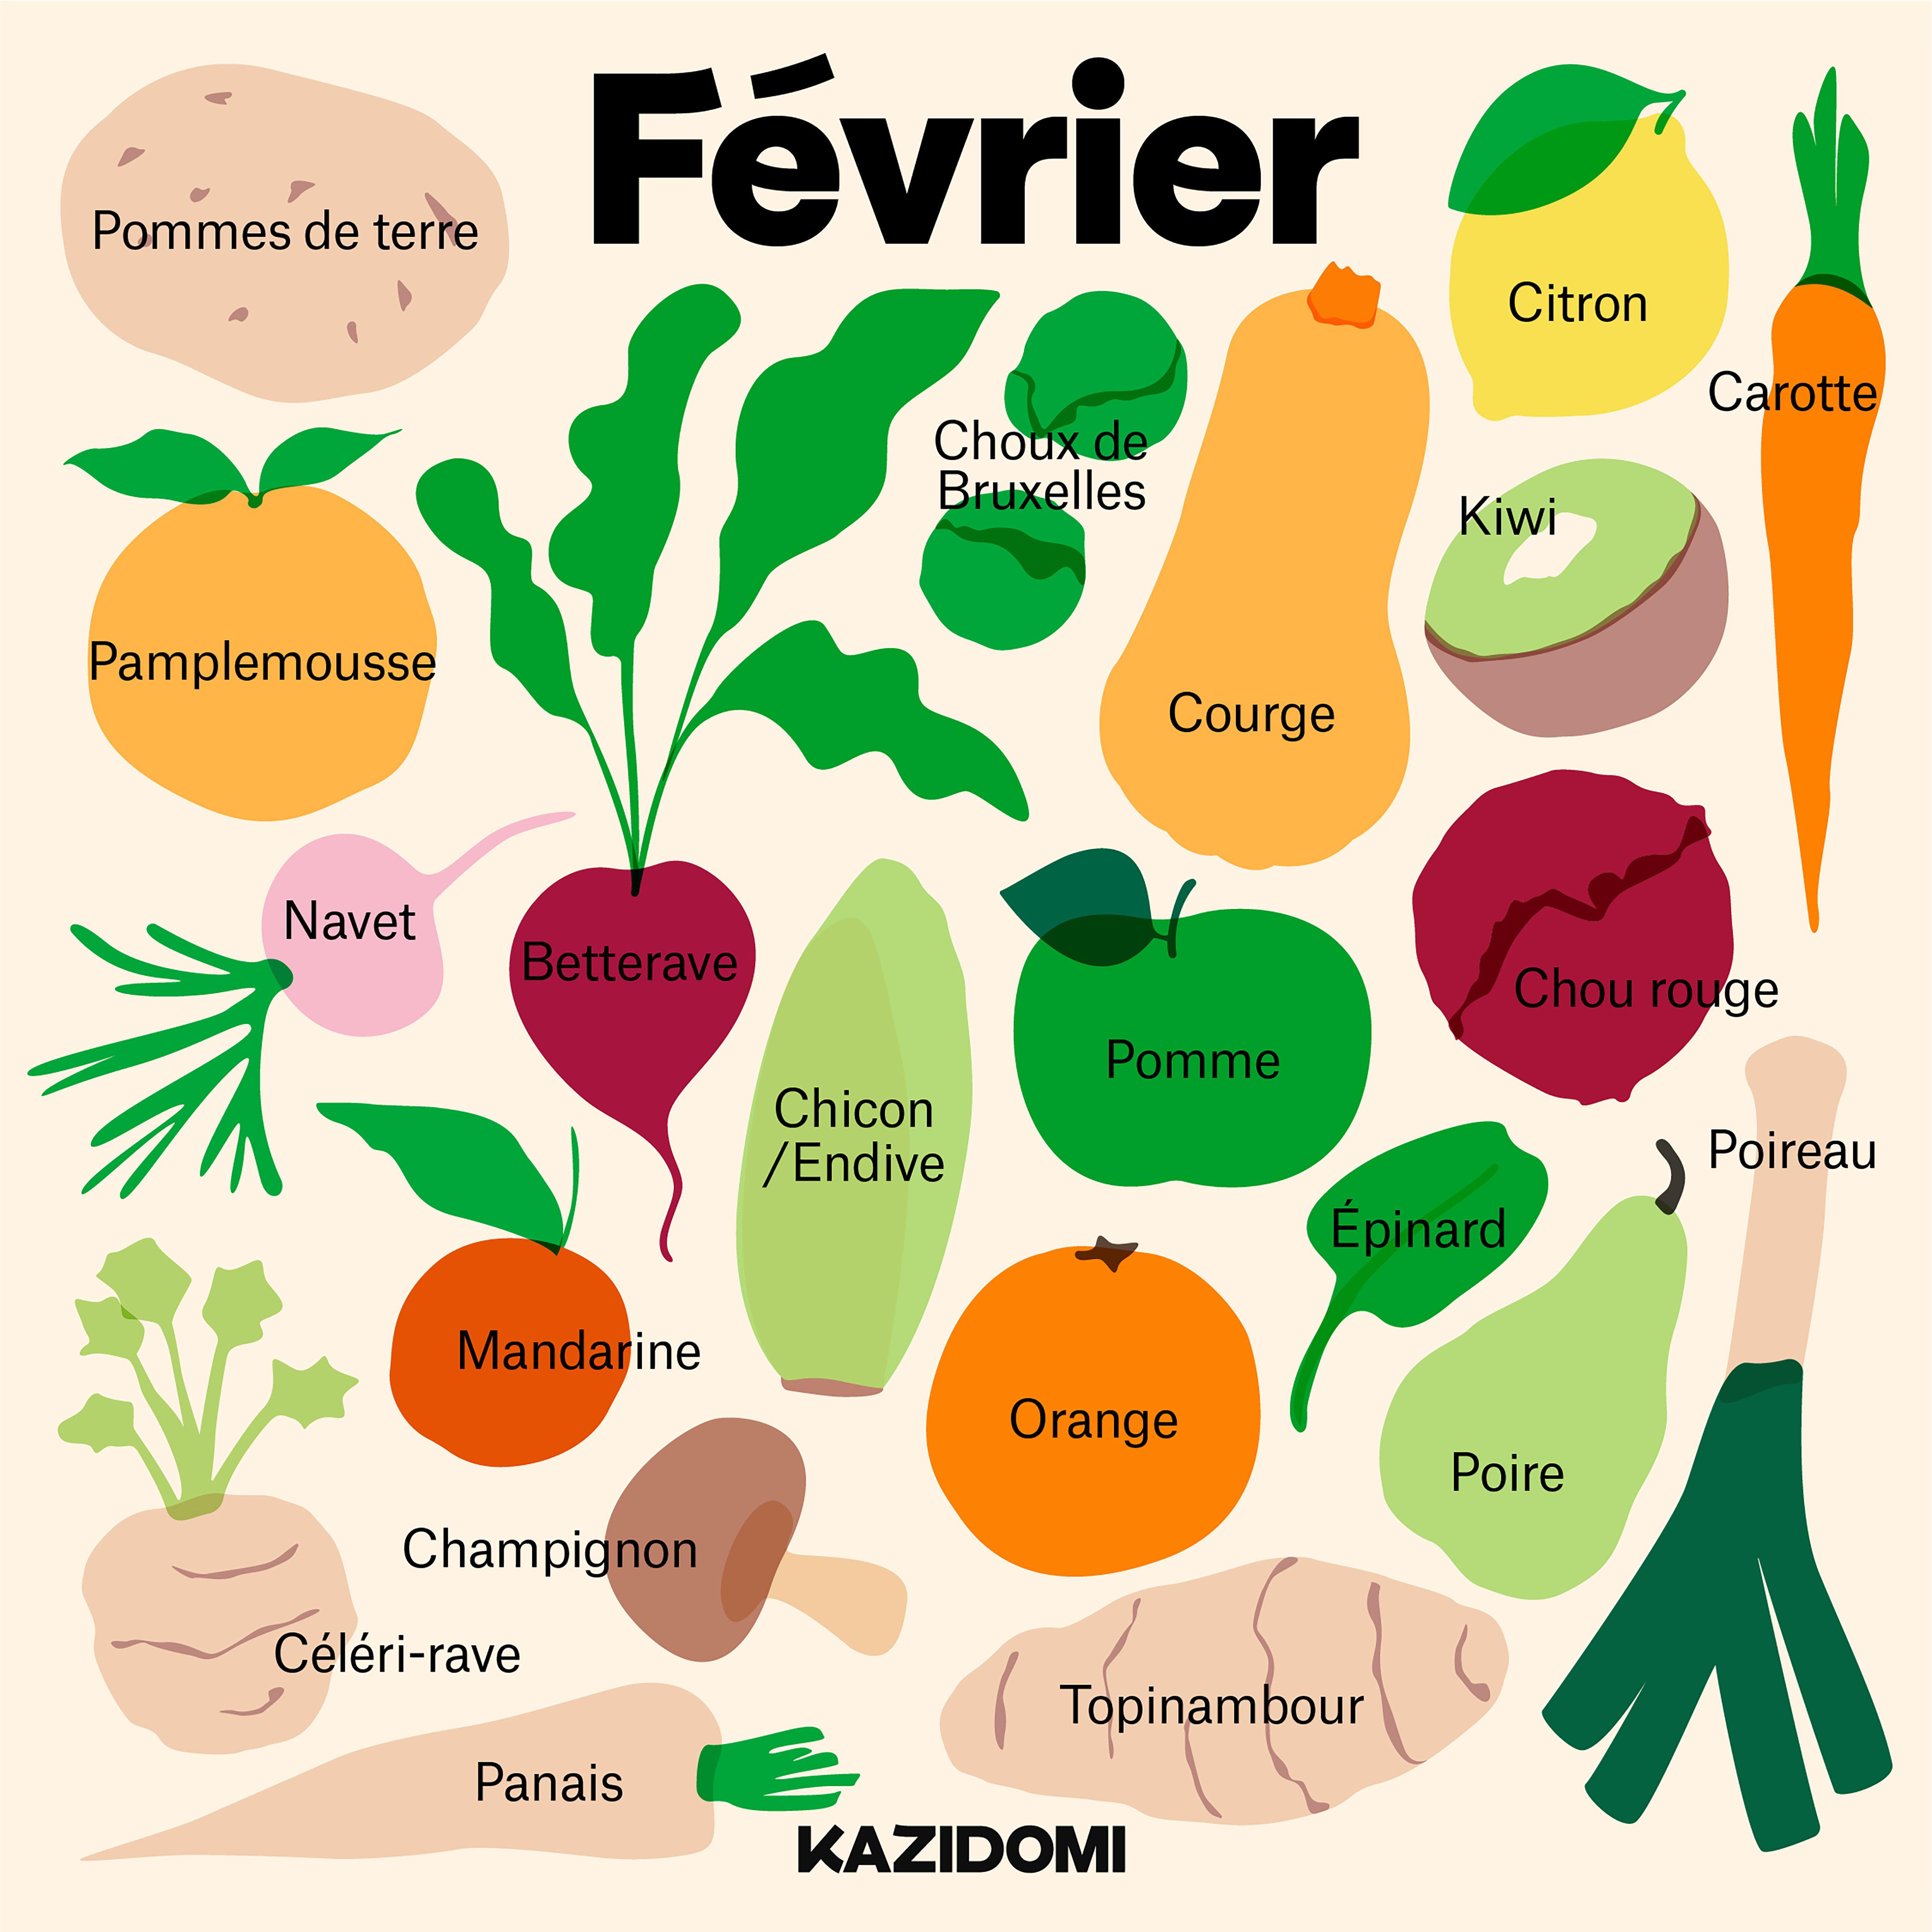 Février
Pommes de terre
Citron
Carotte
Choux de
Bruxelles
Kiwi
Pamplemousse
Courge
Navet
Betterave
Chou rouge
Pomme
Chicon
/Endive
Poireau
Épinard
Mandarine
Orange
Poire
Champignon
Céléri-rave
Topinambour
Panais
KAZIDOMI